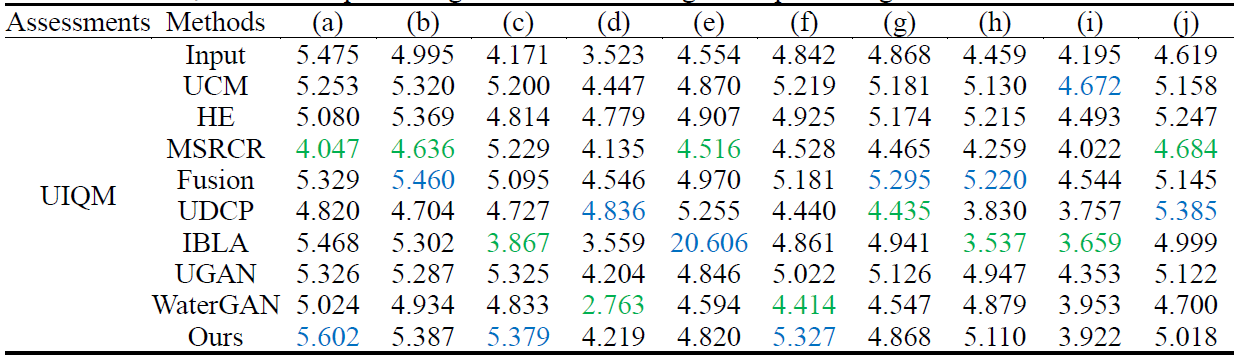 Assessments Methods (a) (b) (c) (d) (e) (f) (g) (h) (i) (j)
Input 5.475 4.995 4.171 3.523 4.554 4.842 4.868 4.459 4.195 4.619
UCM 5.253 5.320 5.200 4.447 4.870 5.219 5.181 5.130 4.672 5.158
HE 5.080 5.369 4.814 4.779 4.907 4.925 5.174 5.215 4.493 5.247
MSRCR 4.047 4.636 5.229 4.135 4.516 4.528 4.465 4.259 4.022 4.684
Fusion 5.329 5.460 5.095 4.546 4.970 5.181 5.295 5.220 4.544 5.145
UIQM UDCP 4.820 4.704 4.727 4.836 5.255 4.440 4.435 3.830 3.757 5.385
IBLA 5.468 5.302 3.867 3.559 20.606 4.861 4.941 3.537 3.659 4.999
UGAN 5.326 5.287 5.325 4.204 4.846 5.022 5.126 4.947 4.353 5.122
WaterGAN 5.024 4.934 4.833 2.763 4.594 4.414 4.547 4.879 3.953 4.700
Ours 5.602 5.387 5.379 4.219 4.820 5.327 4.868 5.110 3.922 5.018